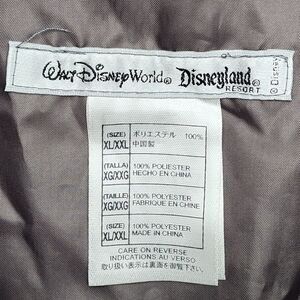 Walt Disney World® Disneyland®
RESORT
© Disney
(SIZE) ポリエステル 100%
XL/XXL 中国製
(TALLA) 100% POLIESTER
XG/XXG HECHO EN CHINA
(TAILLE) 100% POLYESTER
XG/XXG FABRIQUE EN CHINE
(SIZE) 100% POLYESTER
XL/XXL MADE IN CHINA
CARE ON REVERSE
INDICATIONS AU VERSO
取り扱い表示は裏面を御覧下さい。